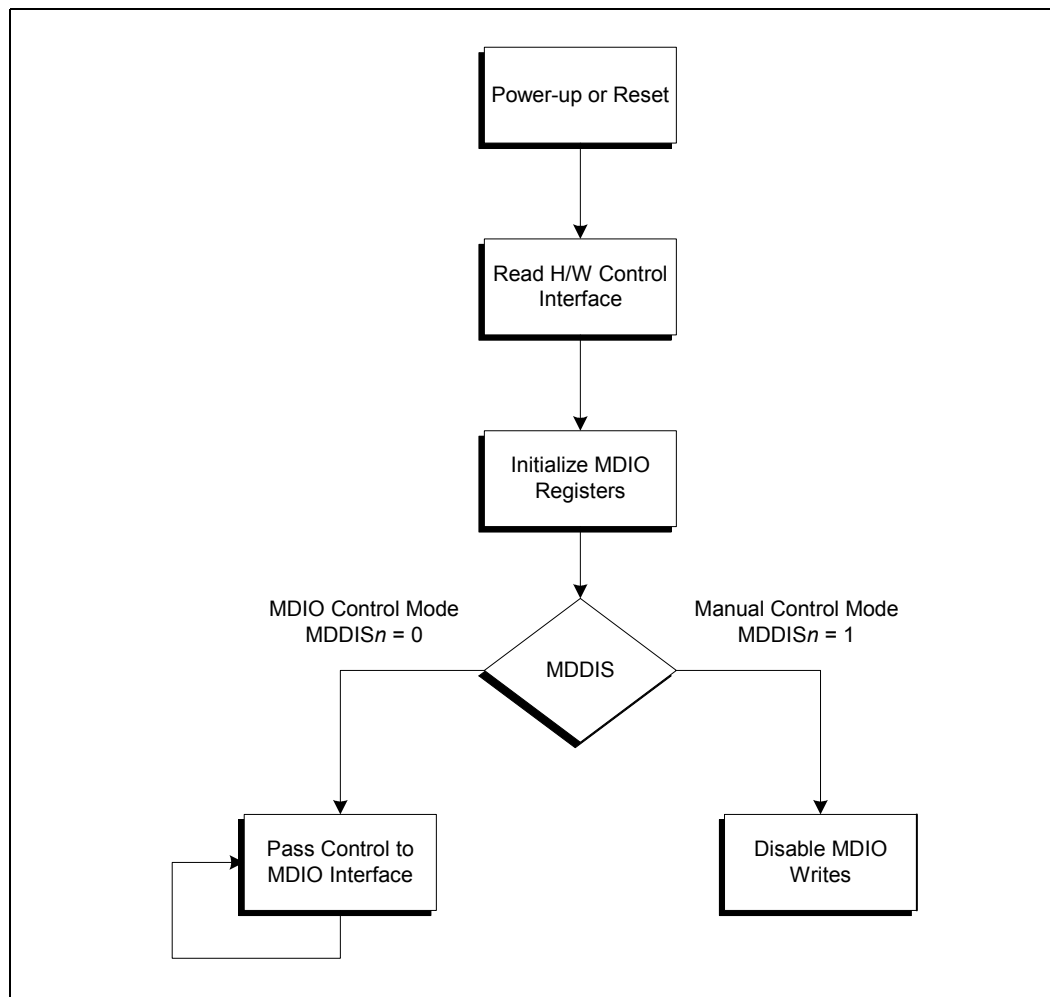 Power-up or Reset
Read H/W Control
Interface
Initialize MDIO
Registers
MDIO Control Mode
MDDISn = 0
Manual Control Mode
MDDISn = 1
MDDIS
Pass Control to
MDIO Interface
Disable MDIO
Writes